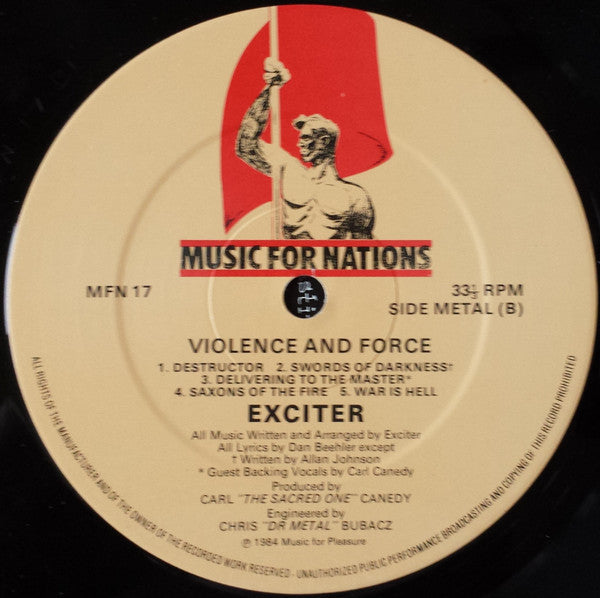 MUSIC FOR NATIONS
MFN 17
33⅓ RPM
SIDE METAL (B)
VIOLENCE AND FORCE
1. DESTRUCTOR 2. SWORDS OF DARKNESS†
3. DELIVERING TO THE MASTER*
4. SAXONS OF THE FIRE 5. WAR IS HELL
EXCITER
All Music Written and Arranged by Exciter
All Lyrics by Dan Beehler except
† Written by Allan Johnson
* Guest Backing Vocals by Carl Canedy
Produced by
CARL "THE SACRED ONE" CANEDY
Engineered by
CHRIS "DR METAL" BUBACZ
℗ 1984 Music for Pleasure
ALL RIGHTS OF THE MANUFACTURER AND OF THE OWNER OF THE RECORDED WORK RESERVED - UNAUTHORIZED PUBLIC PERFORMANCE BROADCASTING AND COPYING OF THIS RECORD PROHIBITED